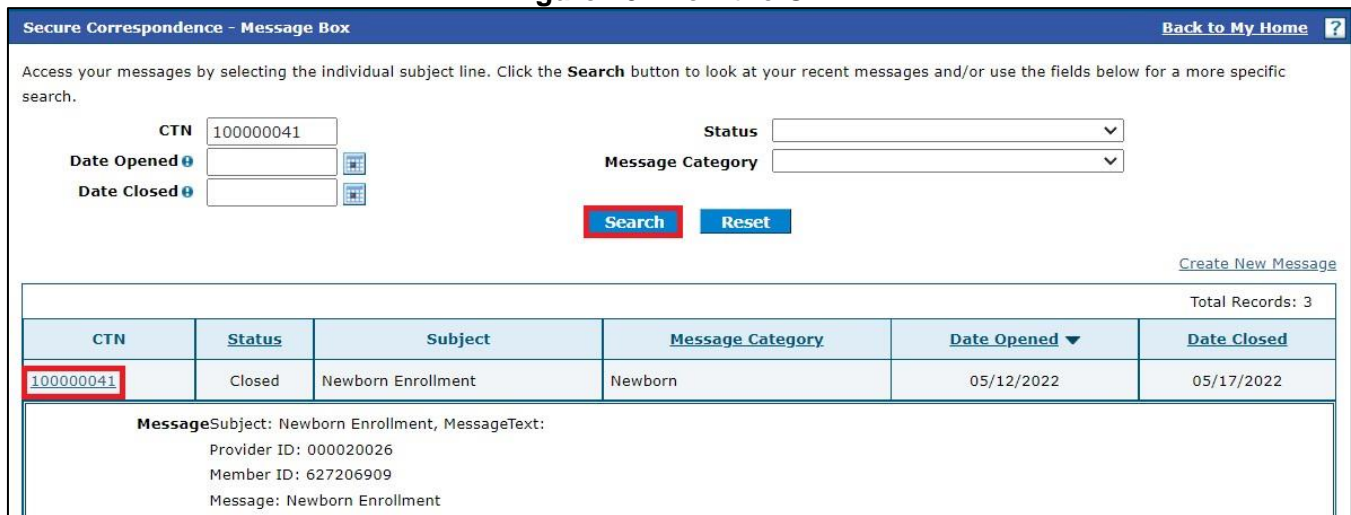 Secure Correspondence - Message Box Back to My Home ?
Access your messages by selecting the individual subject line. Click the Search button to look at your recent messages and/or use the fields below for a more specific
search.
CTN 100000041 Status
Date Opened Message Category
Date Closed
Search Reset
Create New Message
Total Records: 3
CTN Status Subject Message Category Date Opened ▼ Date Closed
100000041 Closed Newborn Enrollment Newborn 05/12/2022 05/17/2022
MessageSubject: Newborn Enrollment, MessageText:
Provider ID: 000020026
Member ID: 627206909
Message: Newborn Enrollment